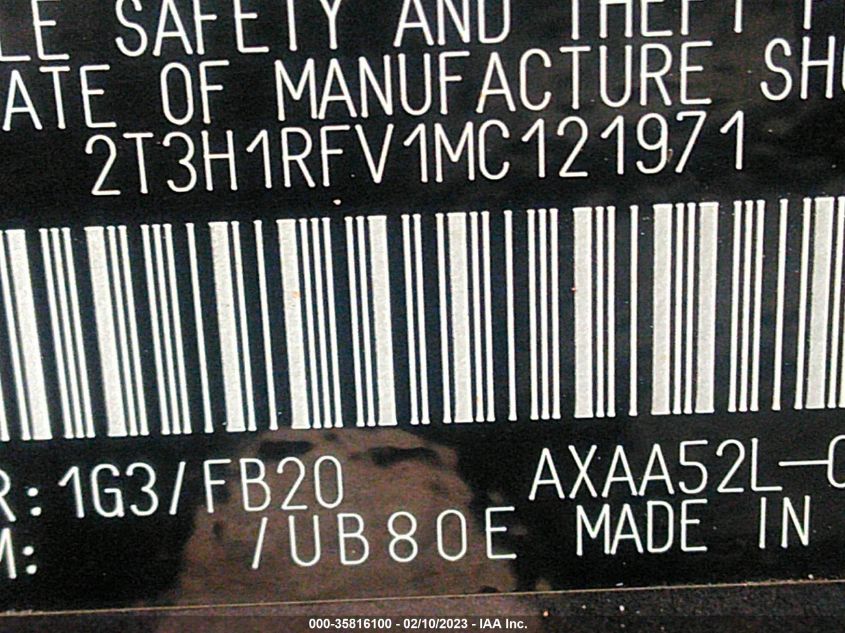 LE SAFETY AND THEFT P
ATE OF MANUFACTURE SHO
2T3H1RFV1MC121971
R: 1G3/FB20 AXAA52L-
M: /UB80E MADE IN
000-35816100 - 02/10/2023 - IAA Inc.